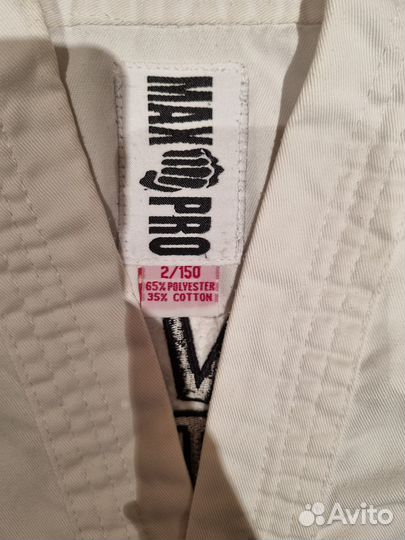 MAX PRO
2/150
65% POLYESTER
35% COTTON
Avito